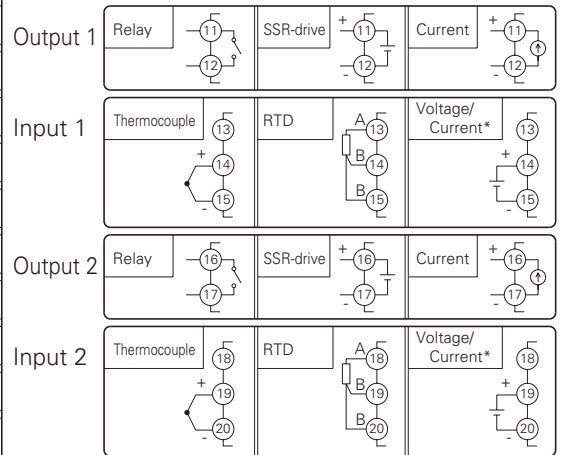 Output 1
Relay
11
12
SSR-drive
+
11
12
-
Current
+
11
12
-
Input 1
Thermocouple
13
+
14
15
-
RTD
A
13
B
14
B
15
Voltage/
Current*
13
+
14
15
-
Output 2
Relay
16
17
SSR-drive
+
16
17
-
Current
+
16
17
-
Input 2
Thermocouple
18
+
19
20
-
RTD
A
18
B
19
B
20
Voltage/
Current*
18
+
19
20
-